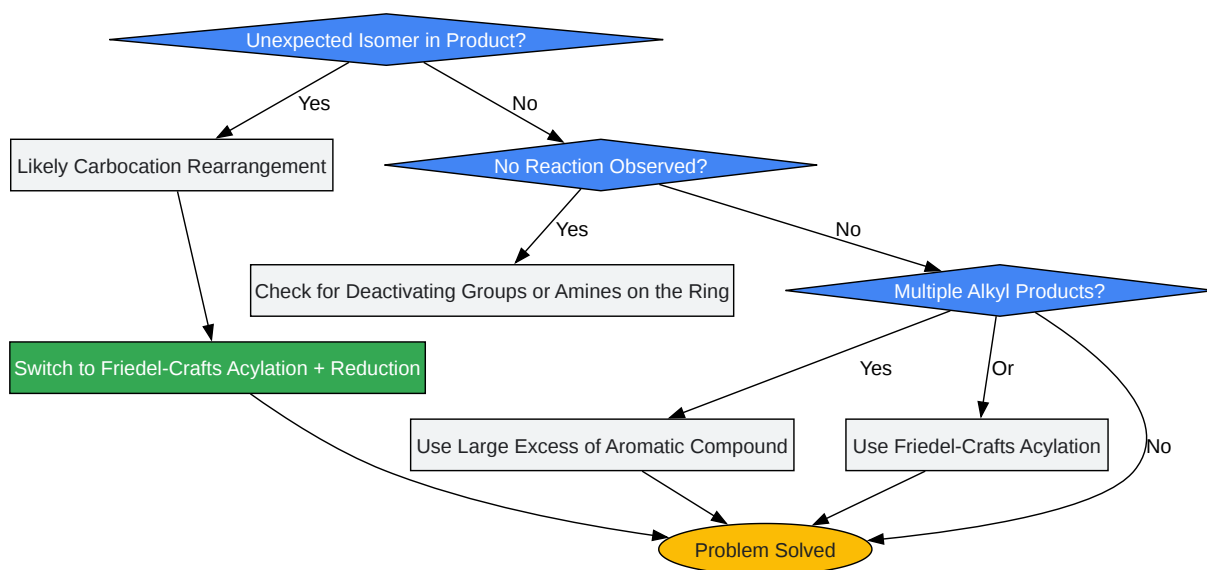 Unexpected Isomer in Product?
Yes
No
Likely Carbocation Rearrangement
No Reaction Observed?
Yes
No
Check for Deactivating Groups or Amines on the Ring
Multiple Alkyl Products?
Switch to Friedel-Crafts Acylation + Reduction
Yes
Or
No
Use Large Excess of Aromatic Compound
Use Friedel-Crafts Acylation
Problem Solved